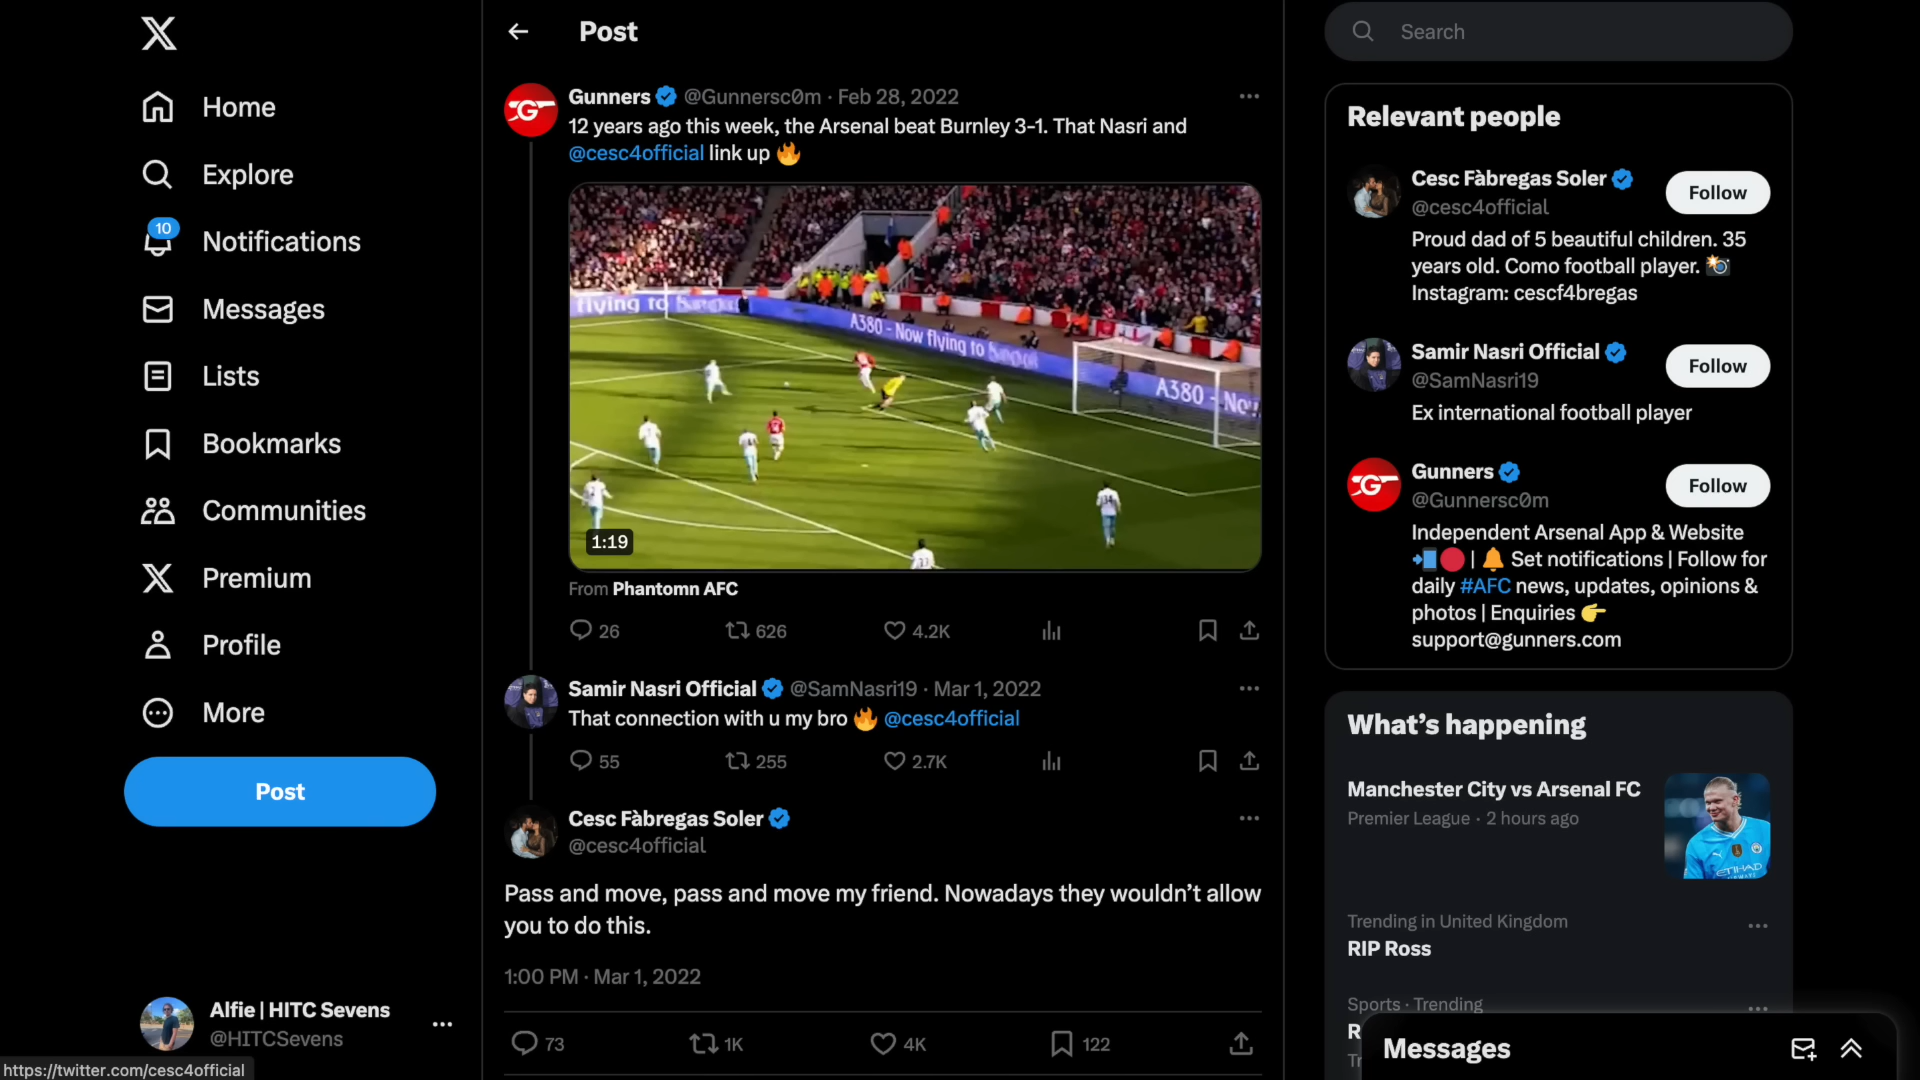 Home
Explore
10
Notifications
Messages
Lists
Bookmarks
Communities
Premium
Profile
More
Post
Alfie | HITC Sevens
@HITCSevens
https://twitter.com/cesc4official
Post
Gunners @Gunnersc0m · Feb 28, 2022
12 years ago this week, the Arsenal beat Burnley 3-1. That Nasri and
@cesc4official link up 🔥
flying to
A380 - Now flying to Seoul
A380 - Now
1:19
From Phantomn AFC
26 626 4.2K
Samir Nasri Official @SamNasri19 · Mar 1, 2022
That connection with u my bro 🔥 @cesc4official
55 255 2.7K
Cesc Fàbregas Soler
@cesc4official
Pass and move, pass and move my friend. Nowadays they wouldn’t allow
you to do this.
1:00 PM · Mar 1, 2022
73 1K 4K 122
Search
Relevant people
Cesc Fàbregas Soler
@cesc4official
Follow
Proud dad of 5 beautiful children. 35
years old. Como football player. 📸
Instagram: cescf4bregas
Samir Nasri Official
@SamNasri19
Follow
Ex international football player
Gunners
@Gunnersc0m
Follow
Independent Arsenal App & Website
📲🔴 | 🔔 Set notifications | Follow for
daily #AFC news, updates, opinions &
photos | Enquiries 👉
support@gunners.com
What’s happening
Manchester City vs Arsenal FC
Premier League · 2 hours ago
Trending in United Kingdom
RIP Ross
Sports · Trending
Messages